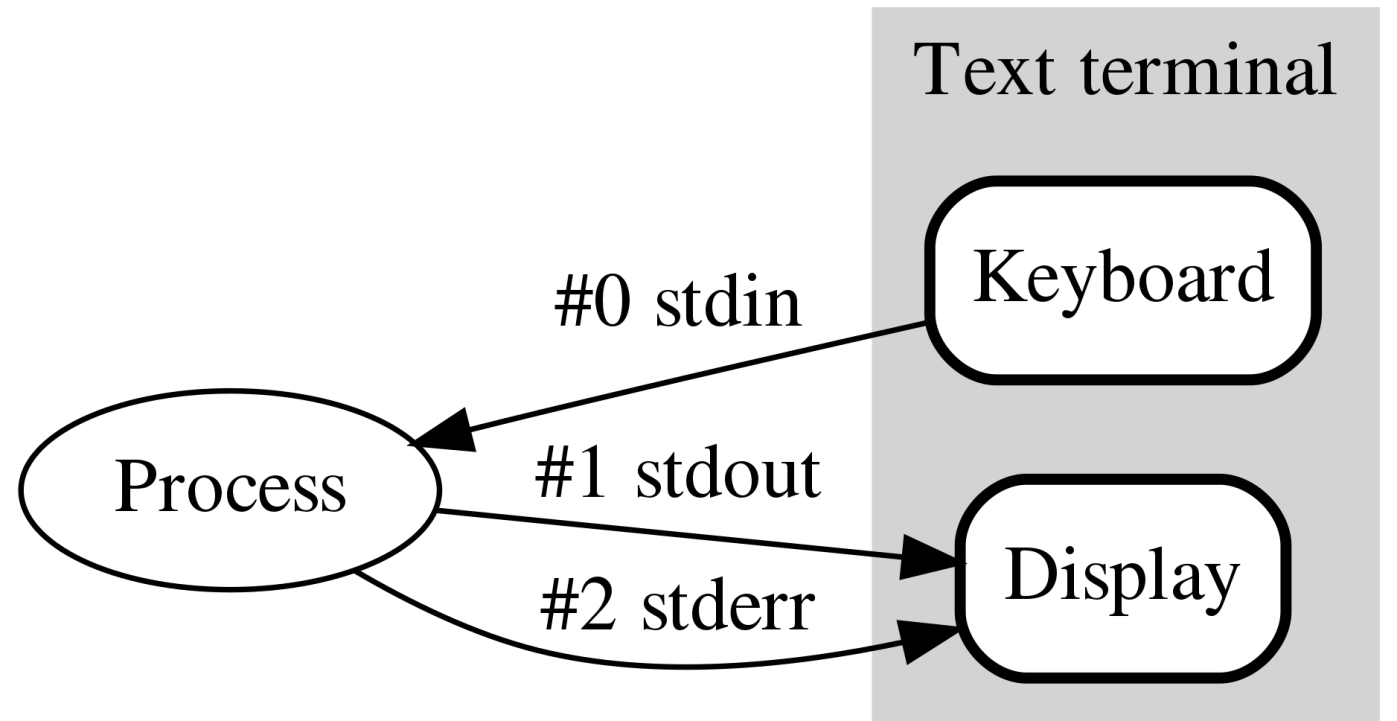 Text terminal
Keyboard
#0 stdin
Process
#1 stdout
Display
#2 stderr